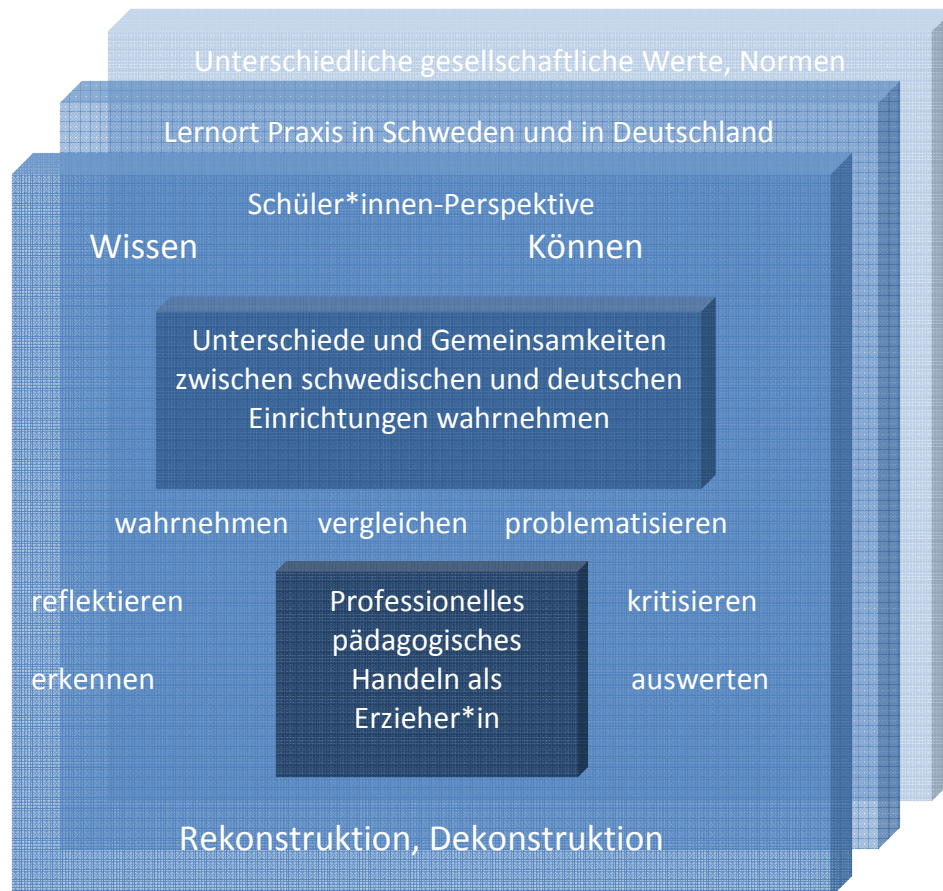 Unterschiedliche gesellschaftliche Werte, Normen
Lernort Praxis in Schweden und in Deutschland
Schüler*innen-Perspektive
Wissen Können
Unterschiede und Gemeinsamkeiten
zwischen schwedischen und deutschen
Einrichtungen wahrnehmen
wahrnehmen vergleichen problematisieren
reflektieren
erkennen
Professionelles
pädagogisches
Handeln als
Erzieher*in
kritisieren
auswerten
Rekonstruktion, Dekonstruktion